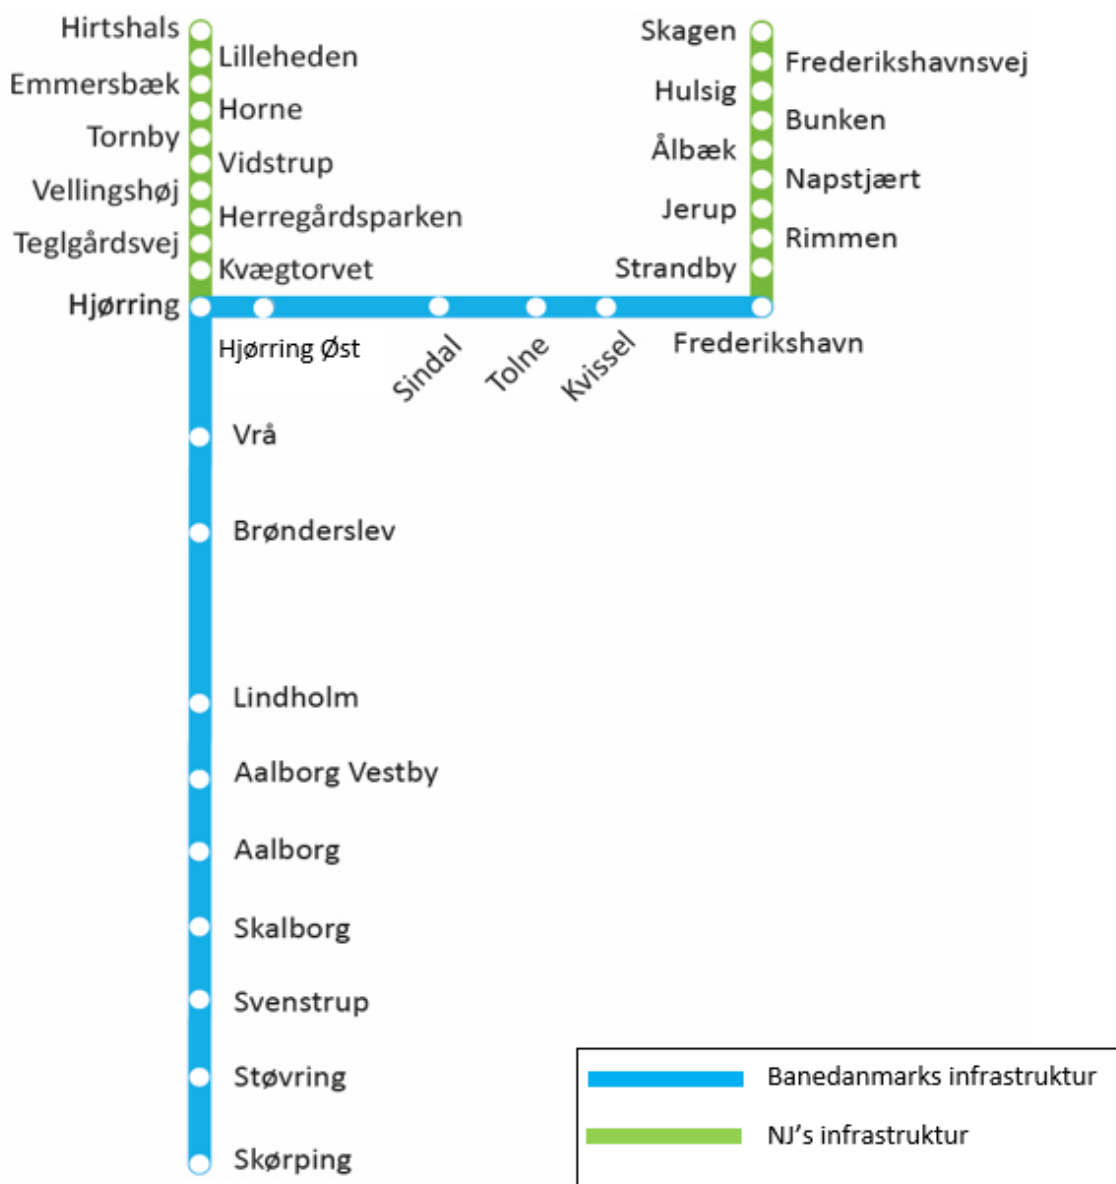 Hirtshals
Lilleheden
Emmersbæk
Horne
Tornby
Vidstrup
Vellingshøj
Herregårdsparken
Teglgårdsvej
Kvægtorvet
Hjørring
Skagen
Frederikshavnsvej
Hulsig
Bunken
Ålbæk
Napstjært
Jerup
Rimmen
Strandby
Hjørring Øst
Sindal
Tolne
Kvissel
Frederikshavn
Vrå
Brønderslev
Lindholm
Aalborg Vestby
Aalborg
Skalborg
Svenstrup
Støvring
Skørping
Banedanmarks infrastruktur
NJ's infrastruktur